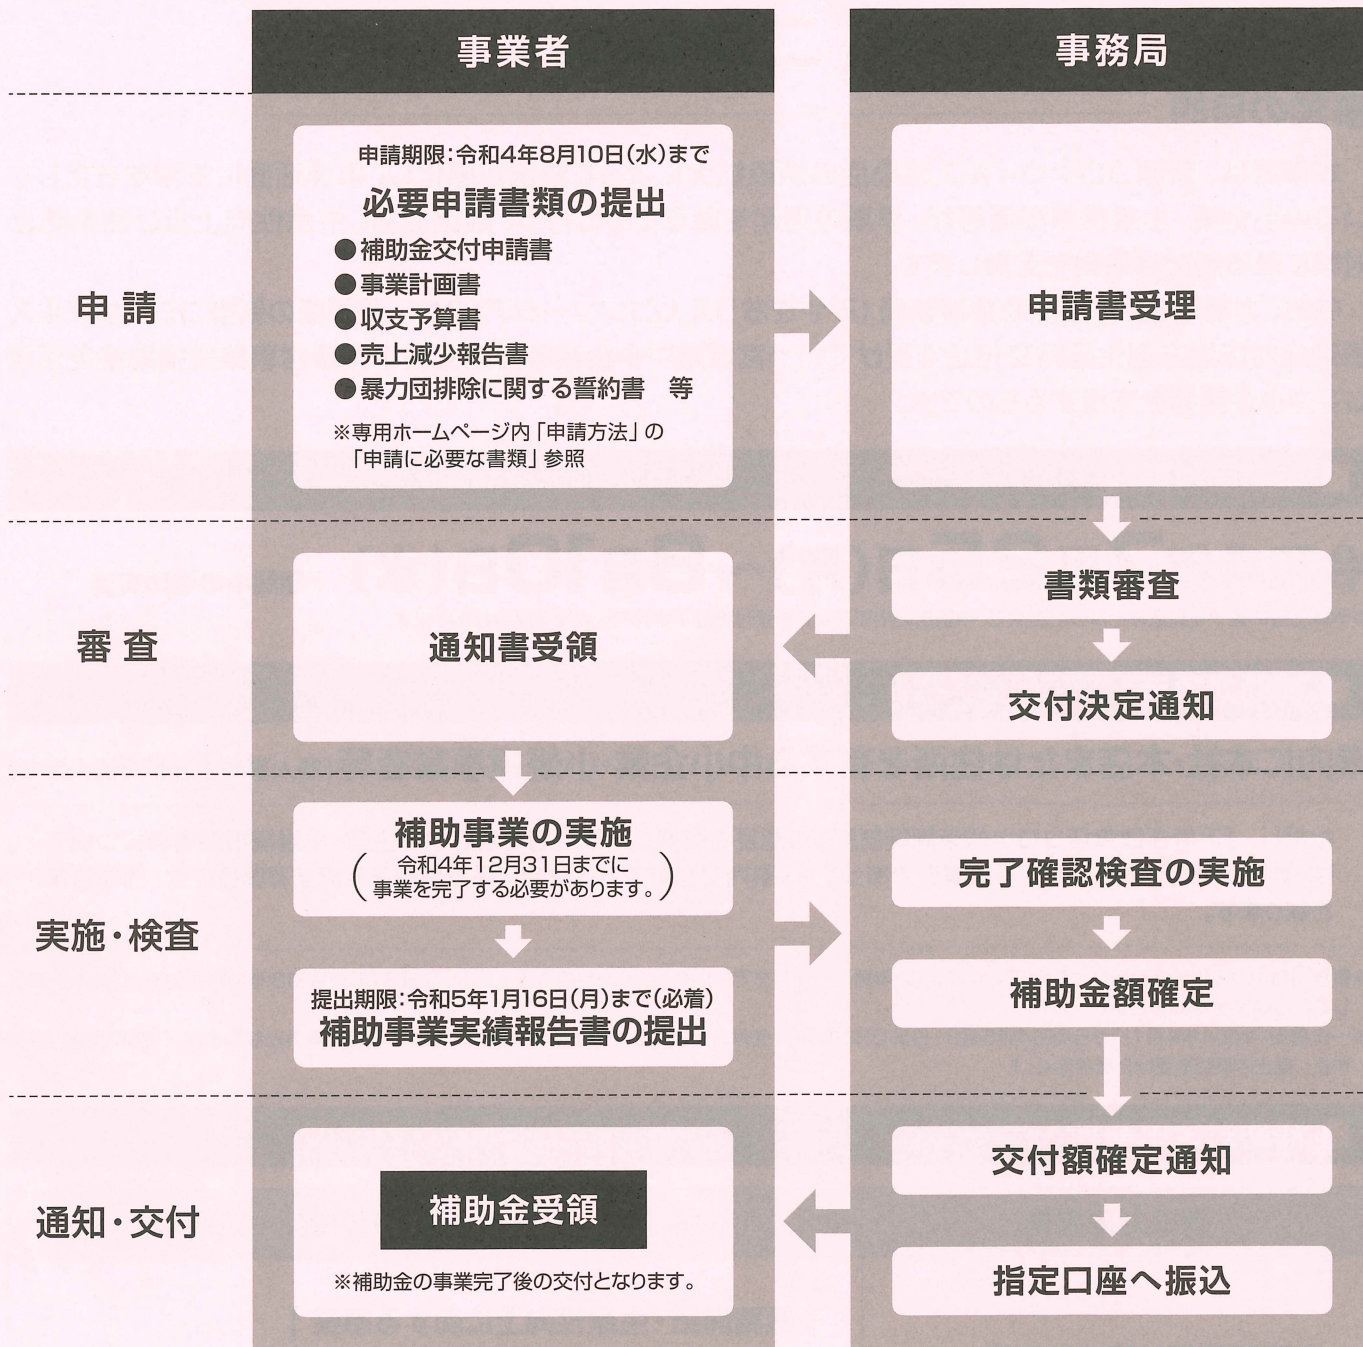 事業者
事務局
申請
申請期限:令和4年8月10日(水)まで
必要申請書類の提出
●補助金交付申請書
●事業計画書
●収支予算書
●売上減少報告書
●暴力団排除に関する誓約書　等
※専用ホームページ内「申請方法」の
「申請に必要な書類」参照
申請書受理
審査
通知書受領
書類審査
交付決定通知
実施・検査
補助事業の実施
(令和4年12月31日までに
事業を完了する必要があります。)
提出期限:令和5年1月16日(月)まで(必着)
補助事業実績報告書の提出
完了確認検査の実施
補助金額確定
通知・交付
補助金受領
※補助金の事業完了後の交付となります。
交付額確定通知
指定口座へ振込